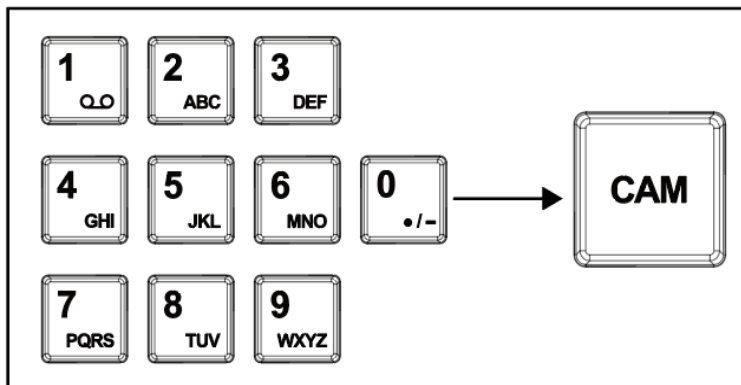 1 2 ABC 3 DEF
4 GHI 5 JKL 6 MNO 0 •/–
CAM
7 PQRS 8 TUV 9 WXYZ